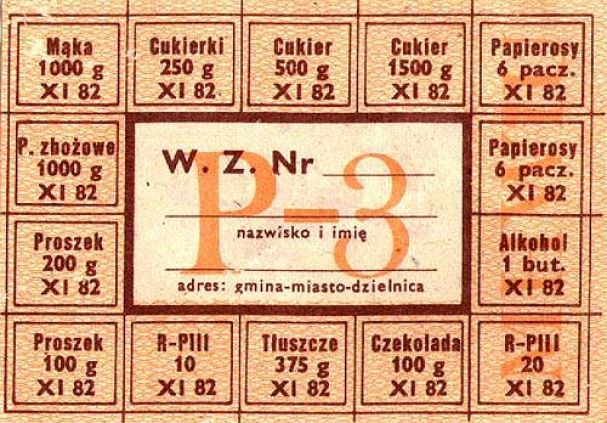 Mąka
1000 g
XI 82
Cukierki
250 g
XI 82
Cukier
500 g
XI 82
Cukier
1500 g
XI 82
Papierosy
6 pacz.
XI 82
P. zbożowe
1000 g
XI 82
W. Z. Nr
P-3
nazwisko i imię
adres: gmina-miasto-dzielnica
Papierosy
6 pacz.
XI 82
Proszek
200 g
XI 82
Alkohol
1 but.
XI 82
Proszek
100 g
XI 82
R-PIII
10
XI 82
Tłuszcze
375 g
XI 82
Czekolada
100 g
XI 82
R-PIII
20
XI 82